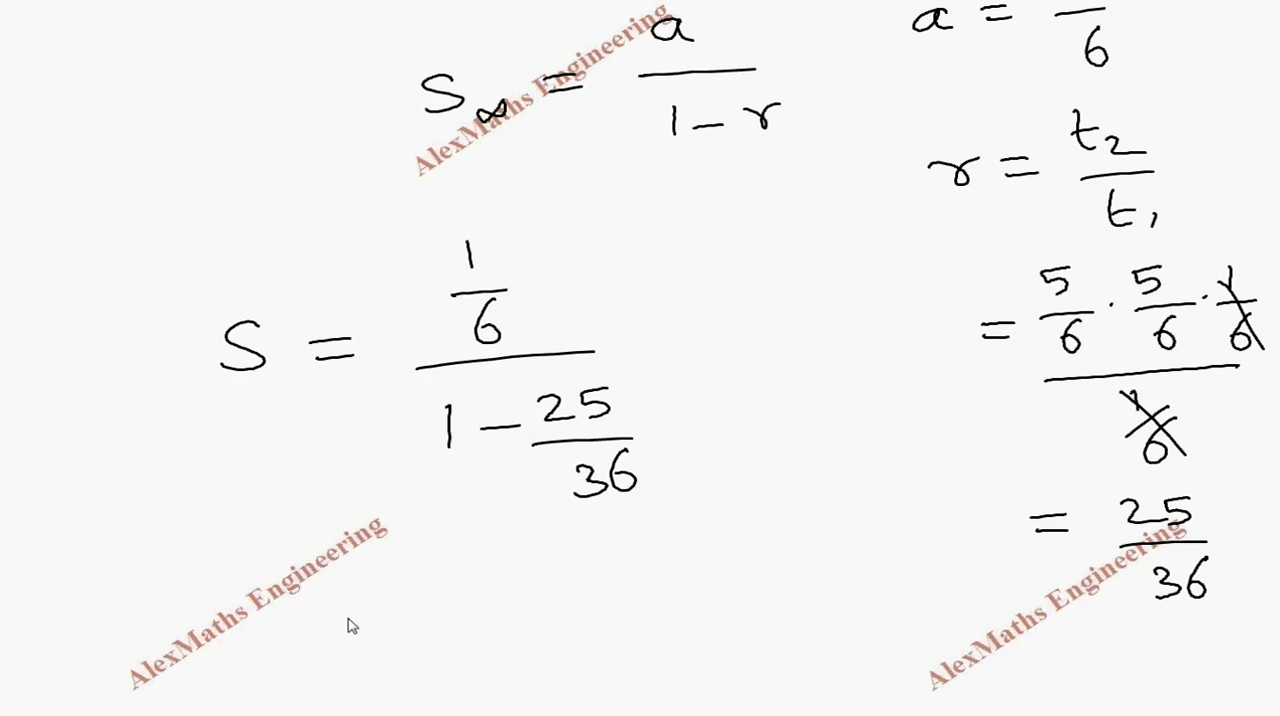 S∞ = a / (1 - r)
a = / 6
r = t2 / t1
= (5/6 · 5/6 · 1/6) / (1/6)
= 25/36
S = (1/6) / (1 - 25/36)
AlexMaths Engineering
AlexMaths Engineering
AlexMaths Engineering